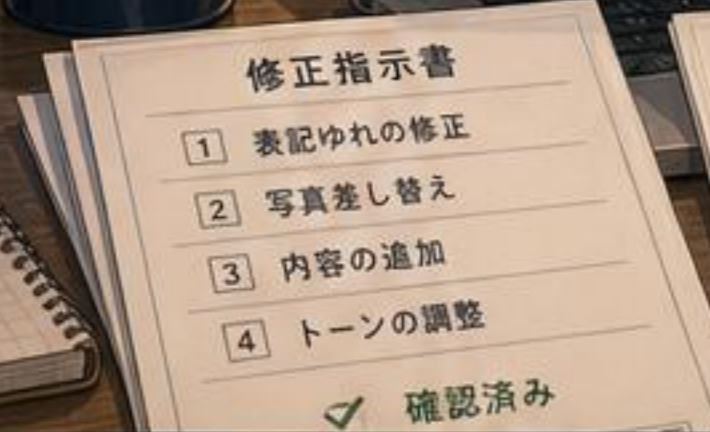 修正指示書
1 表記ゆれの修正
2 写真差し替え
3 内容の追加
4 トーンの調整
✓ 確認済み